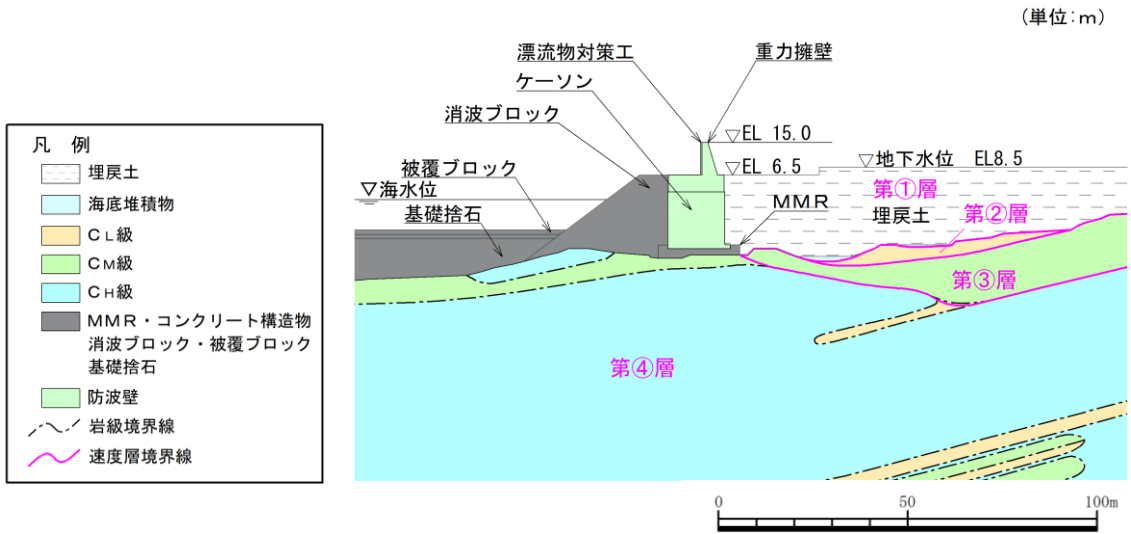 (単位:m)
漂流物対策工
重力擁壁
ケーソン
消波ブロック
▽EL 15.0
被覆ブロック
▽EL 6.5
▽地下水位 EL8.5
▽海水位
第①層
基礎捨石
MMR
埋戻土
第②層
第③層
第④層
凡 例
埋戻土
海底堆積物
CL級
CM級
CH級
MMR・コンクリート構造物
消波ブロック・被覆ブロック
基礎捨石
防波壁
岩級境界線
速度層境界線
0 50 100m